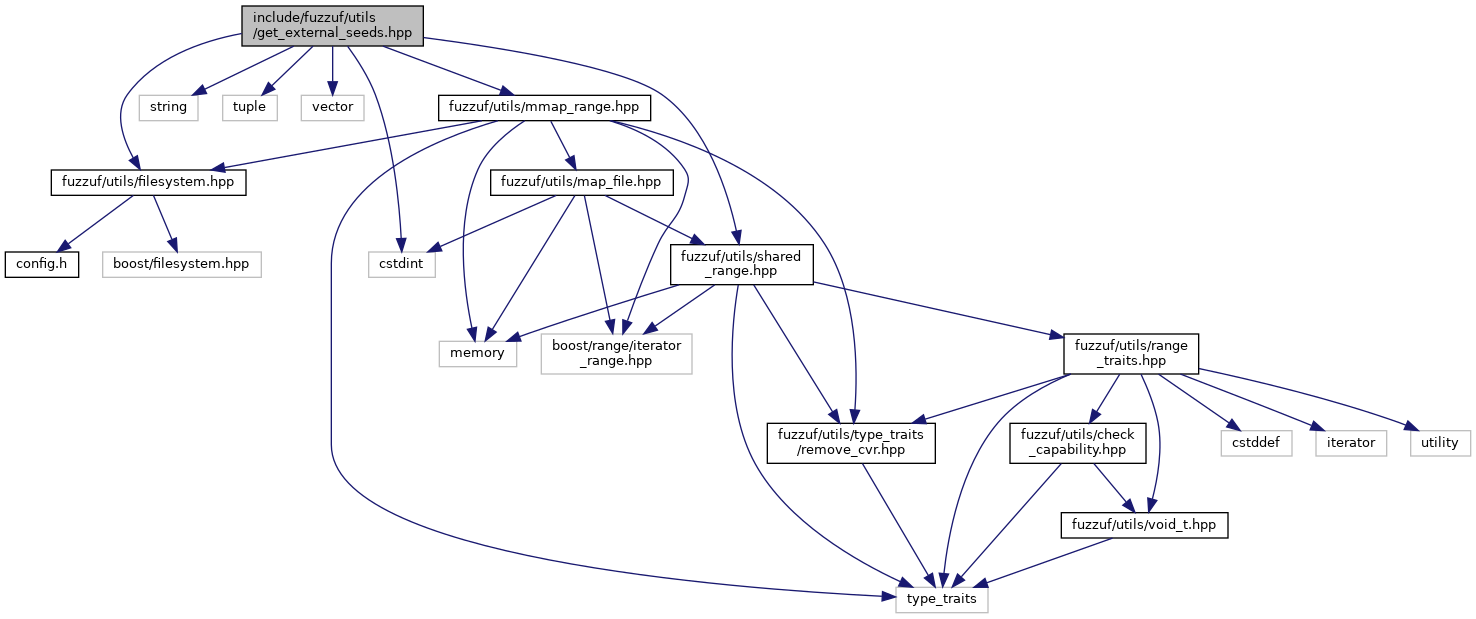 include/fuzzuf/utils
/get_external_seeds.hpp
string
tuple
vector
fuzzuf/utils/mmap_range.hpp
fuzzuf/utils/filesystem.hpp
fuzzuf/utils/map_file.hpp
config.h
boost/filesystem.hpp
cstdint
fuzzuf/utils/shared
_range.hpp
memory
boost/range/iterator
_range.hpp
fuzzuf/utils/range
_traits.hpp
fuzzuf/utils/type_traits
/remove_cvr.hpp
fuzzuf/utils/check
_capability.hpp
cstddef
iterator
utility
fuzzuf/utils/void_t.hpp
type_traits